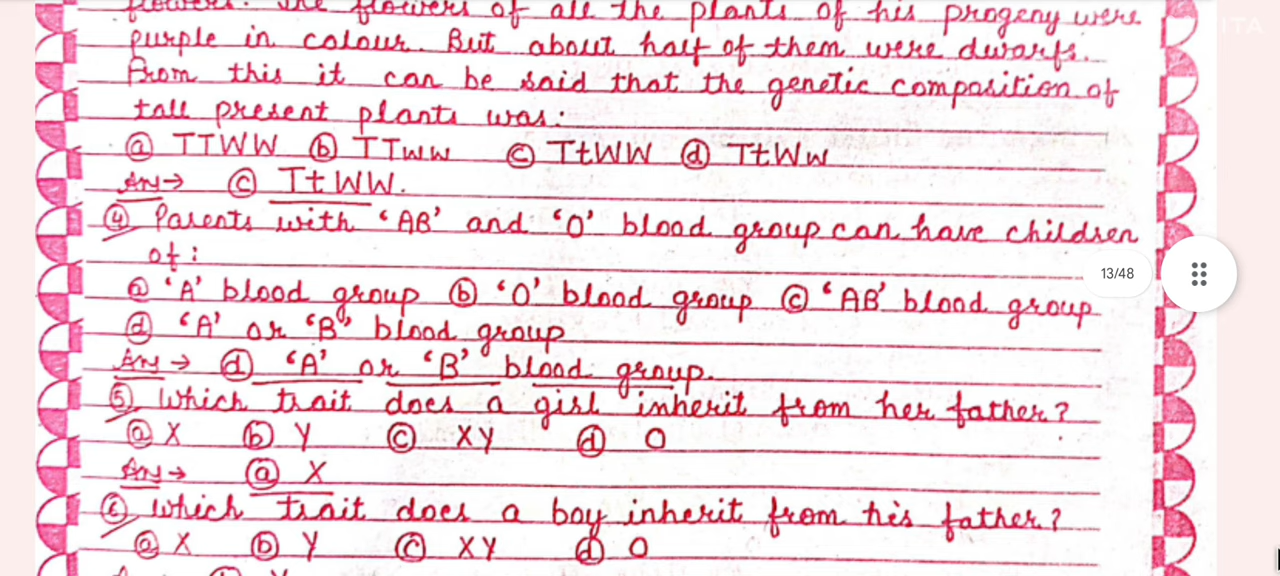 flowers. The flowers of all the plants of his progeny were
purple in colour. But about half of them were dwarfs.
From this it can be said that the genetic composition of
tall present plants was:
ⓐ TTWW ⓑ TTww ⓒ TtWW ⓓ TtWw
Ans→ ⓒ TtWW.
④ Parents with 'AB' and 'O' blood group can have children
of:
ⓐ 'A' blood group ⓑ 'O' blood group ⓒ 'AB' blood group
ⓓ 'A' or 'B' blood group
Ans→ ⓓ 'A' or 'B' blood group.
⑤ Which trait does a girl inherit from her father?
ⓐ X ⓑ Y ⓒ XY ⓓ O
Ans→ ⓐ X
⑥ Which trait does a boy inherit from his father?
ⓐ X ⓑ Y ⓒ XY ⓓ O
13/48